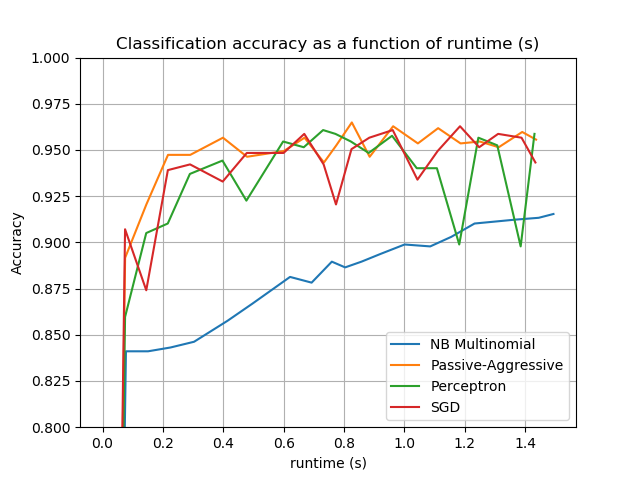 Classification accuracy as a function of runtime (s)
1.000
0.975
0.950
0.925
0.900
0.875
0.850
0.825
0.800
Accuracy
0.0 0.2 0.4 0.6 0.8 1.0 1.2 1.4
runtime (s)
NB Multinomial
Passive-Aggressive
Perceptron
SGD